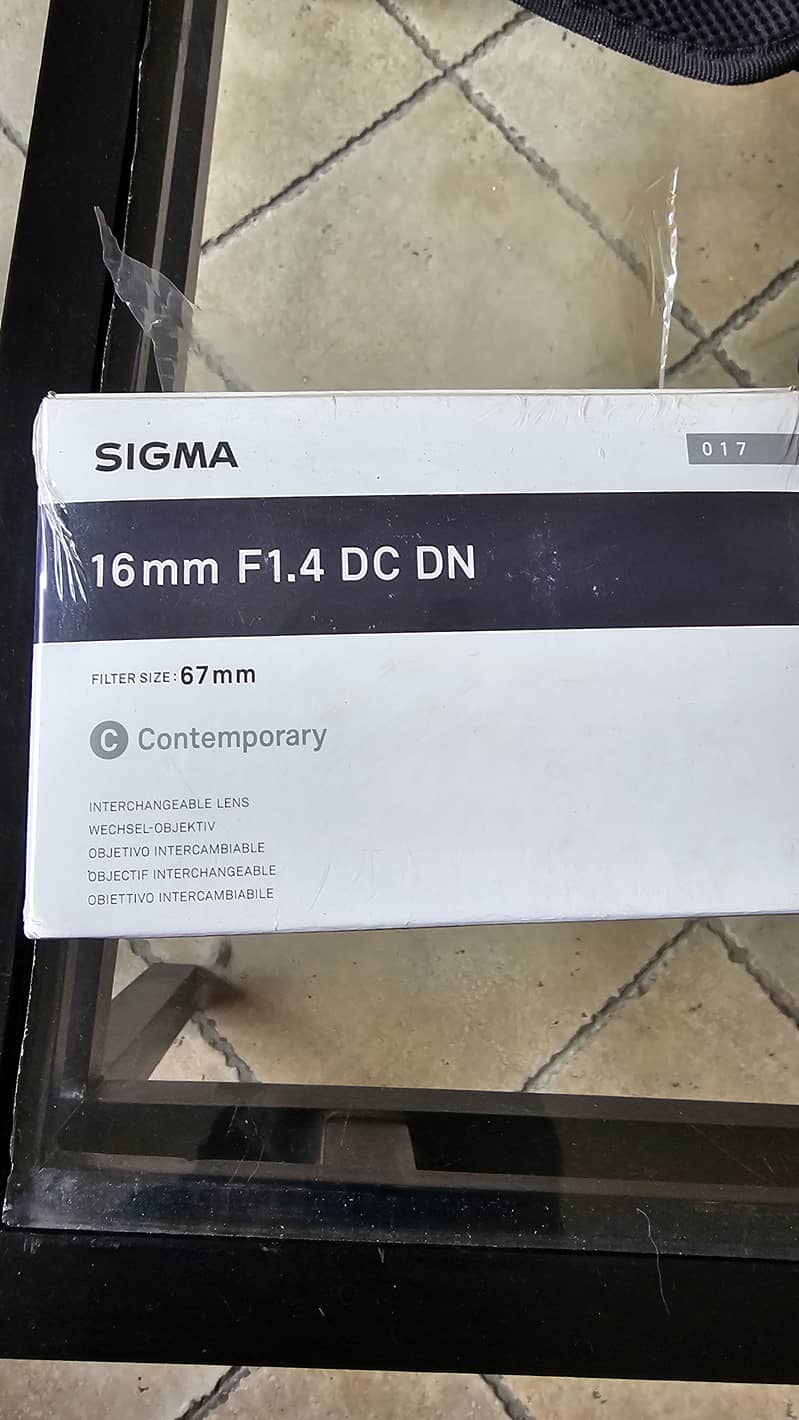 SIGMA
017
16mm F1.4 DC DN
FILTER SIZE: 67mm
C Contemporary
INTERCHANGEABLE LENS
WECHSEL-OBJEKTIV
OBJETIVO INTERCAMBIABLE
OBJECTIF INTERCHANGEABLE
OBIETTIVO INTERCAMBIABILE